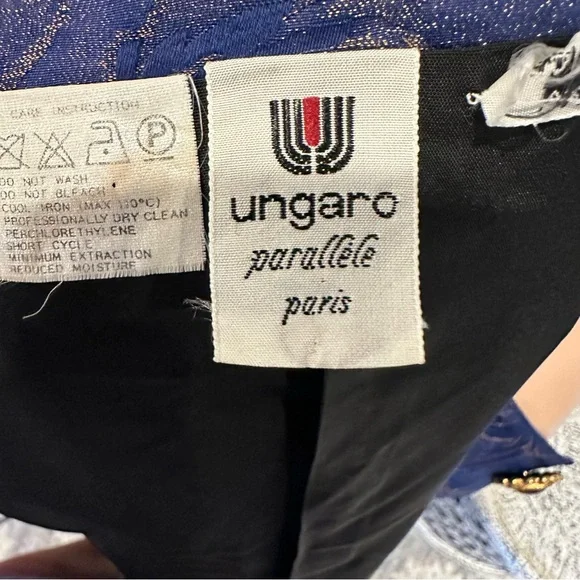 CARE INSTRUCTION
P
DO NOT WASH
DO NOT BLEACH
COOL IRON (MAX 110°C)
PROFESSIONALLY DRY CLEAN
PERCHLORETHYLENE
SHORT CYCLE
MINIMUM EXTRACTION
REDUCED MOISTURE
ungaro
parallèle
paris